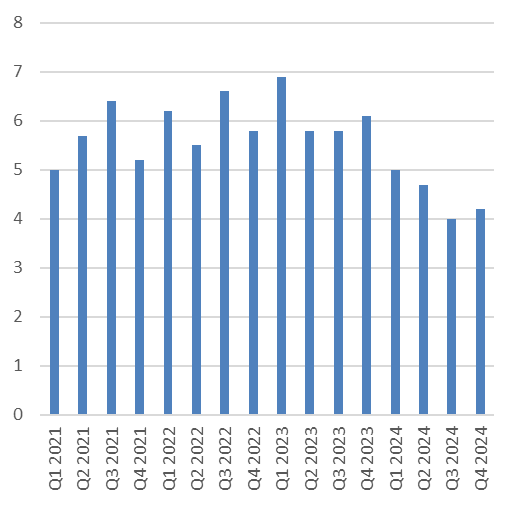 8
7
6
5
4
3
2
1
0
Q1 2021
Q2 2021
Q3 2021
Q4 2021
Q1 2022
Q2 2022
Q3 2022
Q4 2022
Q1 2023
Q2 2023
Q3 2023
Q4 2023
Q1 2024
Q2 2024
Q3 2024
Q4 2024